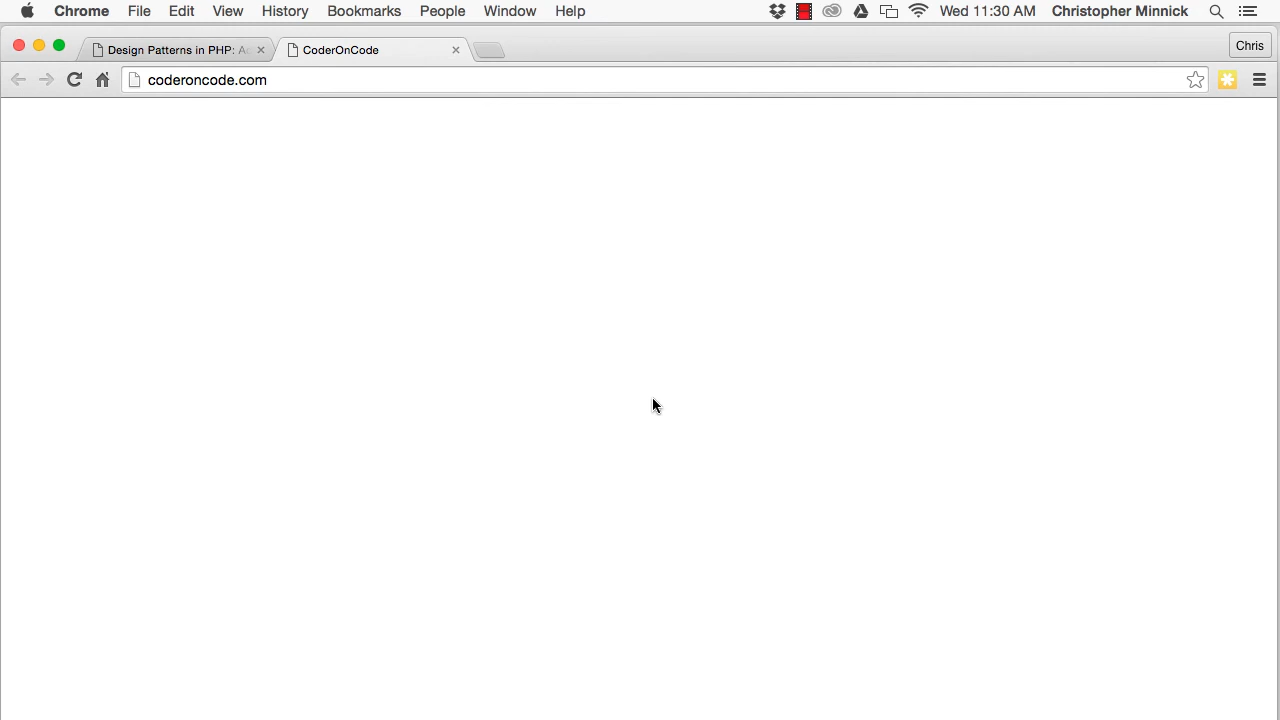 Chrome File Edit View History Bookmarks People Window Help Wed 11:30 AM Christopher Minnick
Design Patterns in PHP: CoderOnCode Chris
coderoncode.com